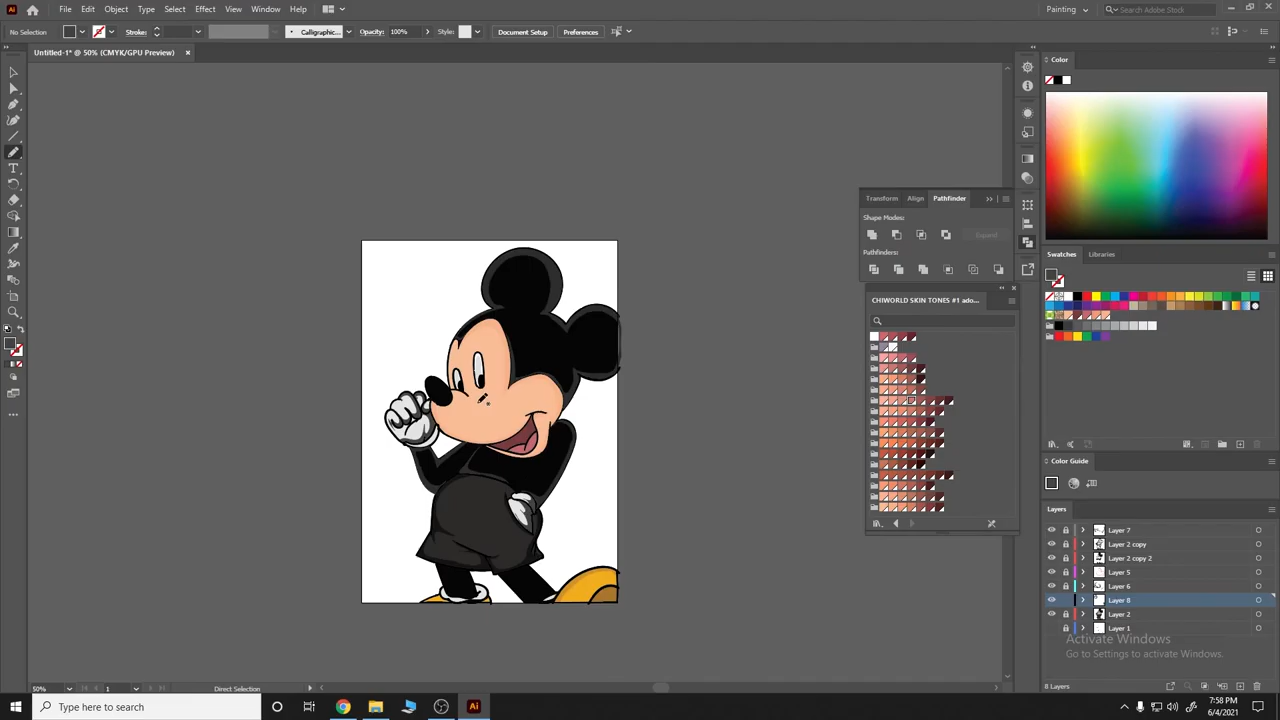 Ai File Edit Object Type Select Effect View Window Help Painting Search Adobe Stock
No Selection Stroke: Calligraphic... Opacity: 100% Style: Document Setup Preferences
Untitled-1* @ 50% (CMYK/GPU Preview)
Color
Transform Align Pathfinder
Shape Modes:
Expand
Pathfinders:
Swatches Libraries
CHIWORLD SKIN TONES #1 ado...
Color Guide
Layers
Layer 7
Layer 2 copy
Layer 2 copy 2
Layer 5
Layer 6
Layer 8
Layer 2
Layer 1
Activate Windows
Go to Settings to activate Windows.
50% 1 Direct Selection 8 Layers
Type here to search Ai 7:58 PM
6/4/2021